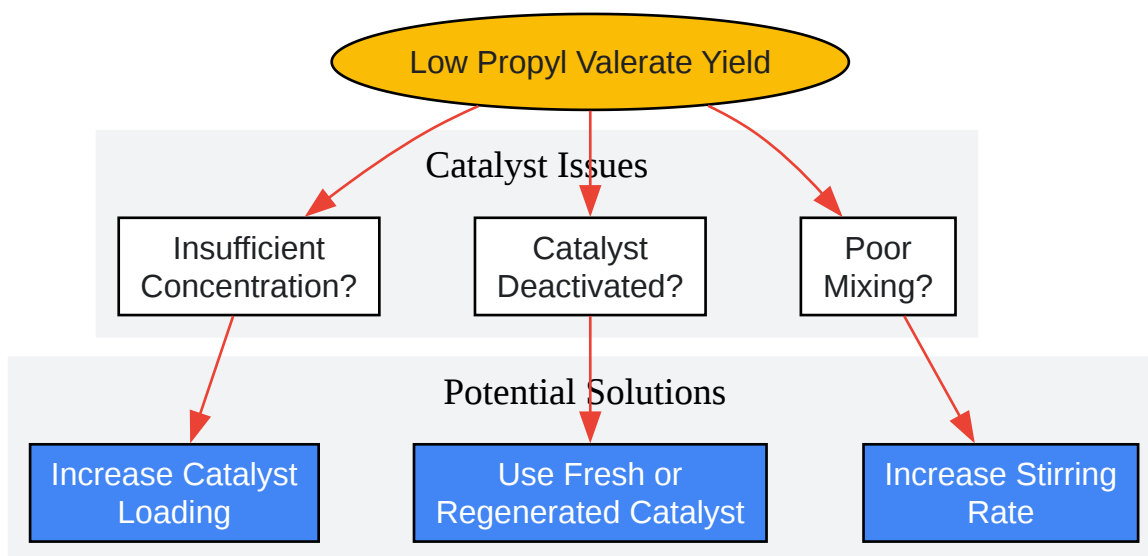 Low Propyl Valerate Yield
Catalyst Issues
Insufficient
Concentration?
Catalyst
Deactivated?
Poor
Mixing?
Potential Solutions
Increase Catalyst
Loading
Use Fresh or
Regenerated Catalyst
Increase Stirring
Rate